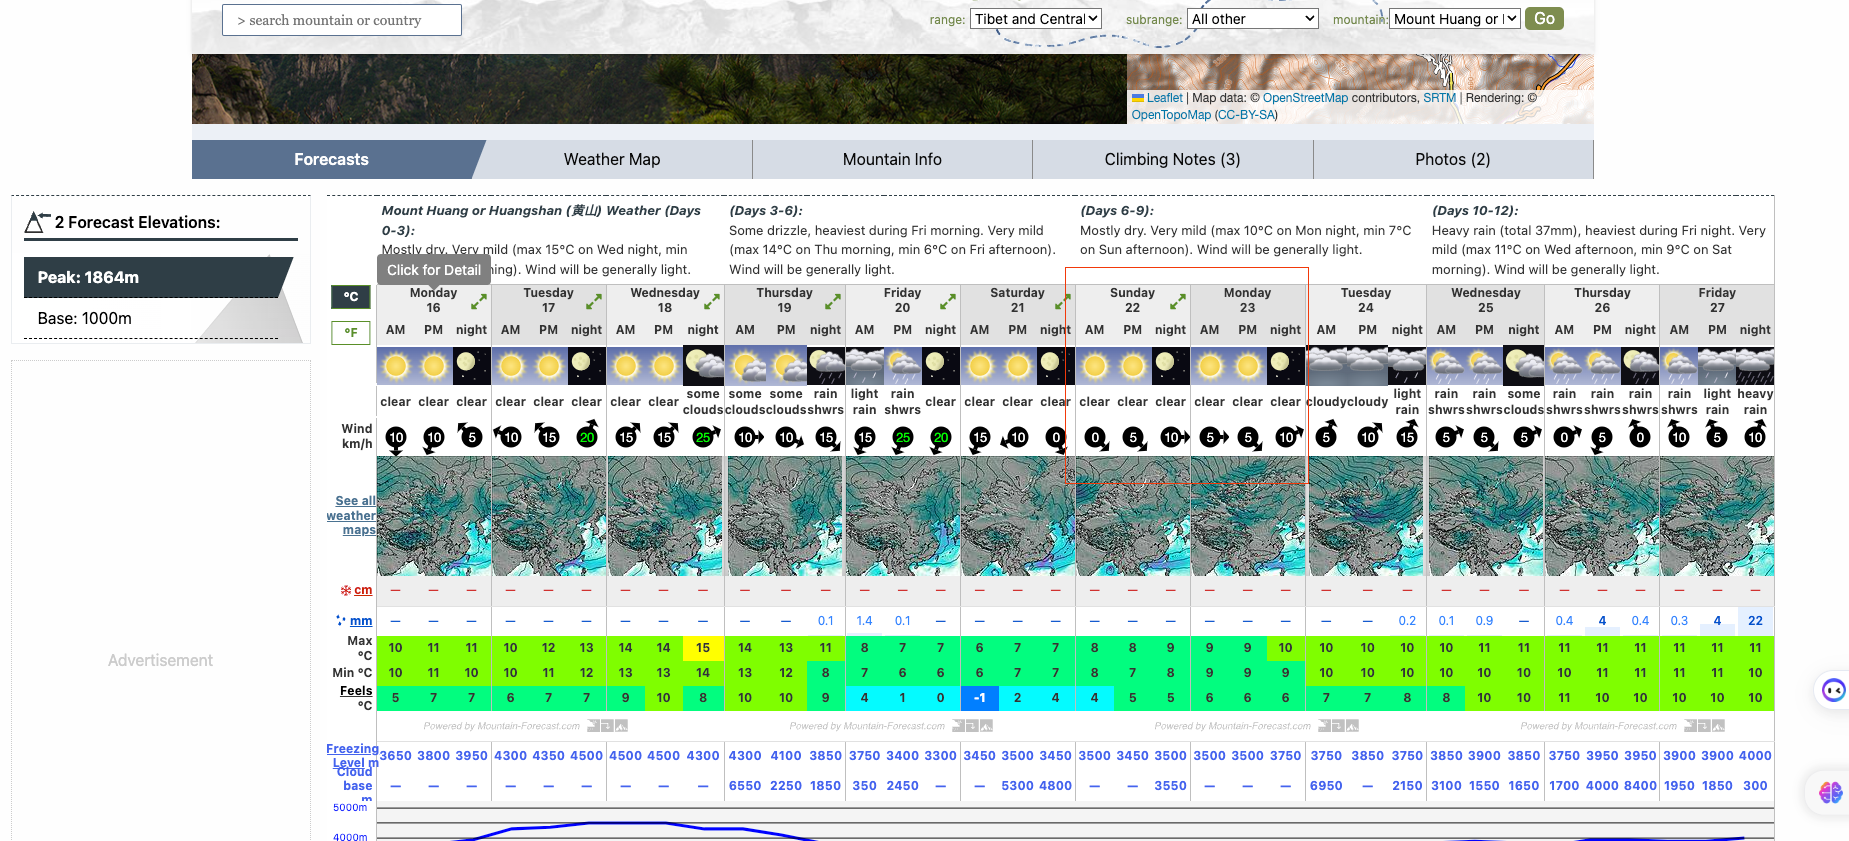 > search mountain or country
range: Tibet and Central subrange: All other mountain: Mount Huang or Go
Leaflet | Map data: © OpenStreetMap contributors, SRTM | Rendering: ©
OpenTopoMap (CC-BY-SA)
Forecasts Weather Map Mountain Info Climbing Notes (3) Photos (2)
2 Forecast Elevations:
Peak: 1864m
Base: 1000m
Advertisement
Mount Huang or Huangshan (黄山) Weather (Days
0-3):
Mostly dry. Very mild (max 15°C on Wed night, min
ning). Wind will be generally light.
Click for Detail
(Days 3-6):
Some drizzle, heaviest during Fri morning. Very mild
(max 14°C on Thu morning, min 6°C on Fri afternoon).
Wind will be generally light.
(Days 6-9):
Mostly dry. Very mild (max 10°C on Mon night, min 7°C
on Sun afternoon). Wind will be generally light.
(Days 10-12):
Heavy rain (total 37mm), heaviest during Fri night. Very
mild (max 11°C on Wed afternoon, min 9°C on Sat
morning). Wind will be generally light.
°C
°F
Monday Tuesday Wednesday Thursday Friday Saturday Sunday Monday Tuesday Wednesday Thursday Friday
16 17 18 19 20 21 22 23 24 25 26 27
AM PM night AM PM night AM PM night AM PM night AM PM night AM PM night AM PM night AM PM night AM PM night AM PM night AM PM night AM PM night
clear clear clear clear clear clear clear clear some clouds some clouds some clouds rain shwrs light rain rain shwrs clear clear clear clear clear clear clear clear clear clear cloudy cloudy light rain rain shwrs rain shwrs some clouds rain shwrs rain shwrs rain shwrs rain shwrs light rain heavy rain
Wind
km/h
10 10 5 10 15 20 15 15 25 10 10 15 15 25 20 15 10 0 0 5 10 5 5 10 5 10 15 5 5 5 0 5 0 10 5 10
See all
weather
maps
cm — — — — — — — — — — — — — — — — — — — — — — — — — — — — — — — — — — — —
mm — — — — — — — — — — — 0.1 1.4 0.1 — — — — — — — — — — — — 0.2 0.1 0.9 — 0.4 4 0.4 0.3 4 22
Max
°C
10 11 11 10 12 13 14 14 15 14 13 11 8 7 7 6 7 7 8 8 9 9 9 10 10 10 10 10 11 11 11 11 11 11 11 11
Min °C 10 11 10 10 11 12 13 13 14 13 12 8 7 6 6 6 7 7 8 7 8 9 9 9 10 10 10 10 10 10 11 11 11 11 11 10
Feels
°C
5 7 7 6 7 7 9 10 8 10 10 9 4 1 0 -1 2 4 4 5 5 6 6 6 7 7 8 8 10 10 11 10 10 10 10 10
Powered by Mountain-Forecast.com Powered by Mountain-Forecast.com Powered by Mountain-Forecast.com Powered by Mountain-Forecast.com
Freezing
Level m
3650 3800 3950 4300 4350 4500 4500 4500 4300 4300 4100 3850 3750 3400 3300 3450 3500 3450 3500 3450 3500 3500 3500 3750 3750 3850 3750 3850 3900 3850 3750 3950 3950 3900 3900 4000
Cloud
base
m
— — — — — — — — — 6550 2250 1850 350 2450 — — 5300 4800 — — 3550 — — — 6950 — 2150 3100 1550 1650 1700 4000 8400 1950 1850 300
5000m
4000m